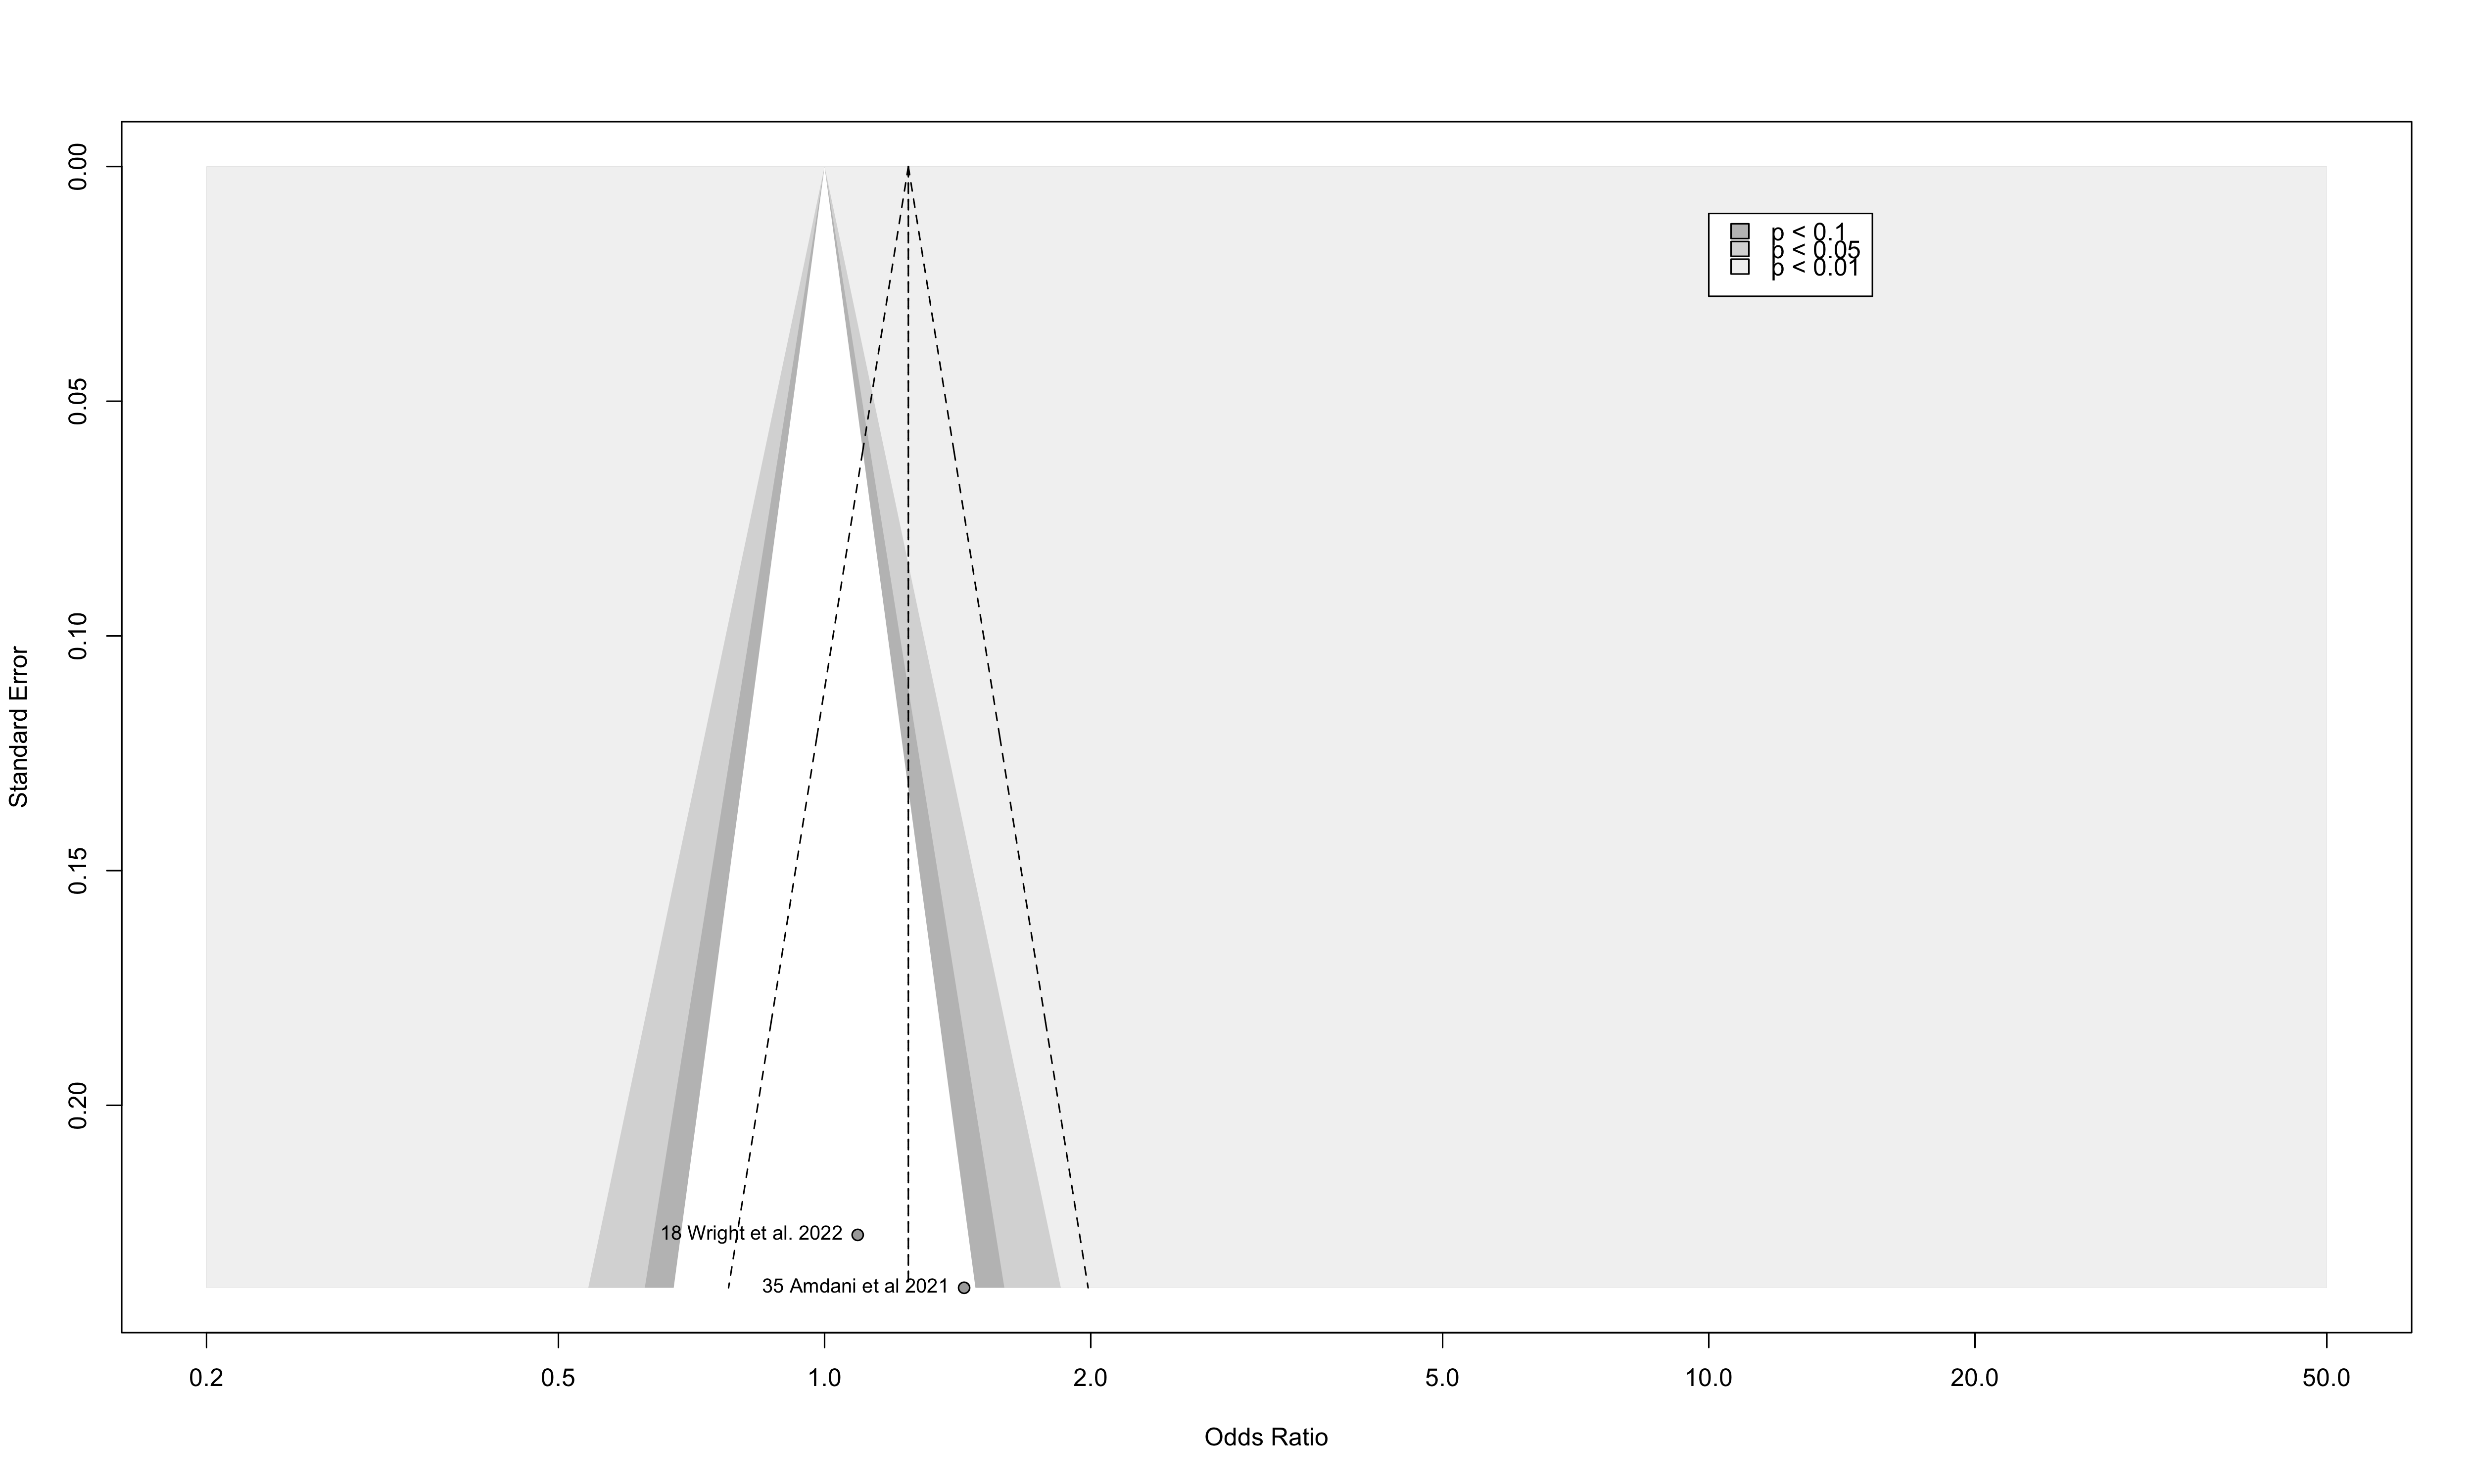 0.00
0.05
0.10
0.15
0.20
Standard Error
p < 0.1
p < 0.05
p < 0.01
18 Wright et al. 2022
35 Amdani et al 2021
0.2 0.5 1.0 2.0 5.0 10.0 20.0 50.0
Odds Ratio